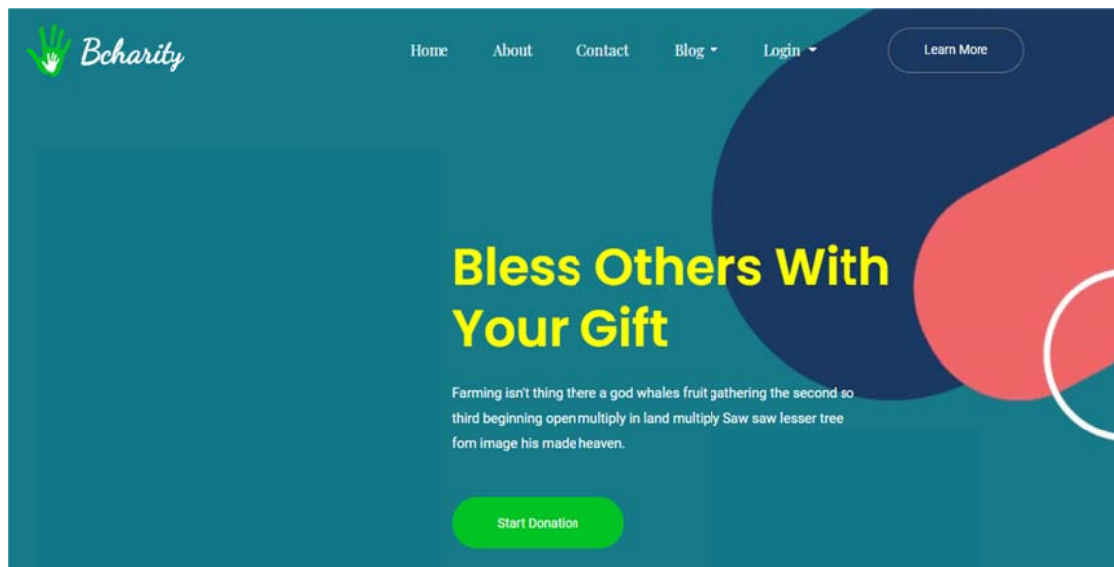 Bcharity
Home About Contact Blog Login Learn More
Bless Others With
Your Gift
Farming isn't thing there a god whales fruit gathering the second so
third beginning open multiply in land multiply Saw saw lesser tree
fom image his made heaven.
Start Donation